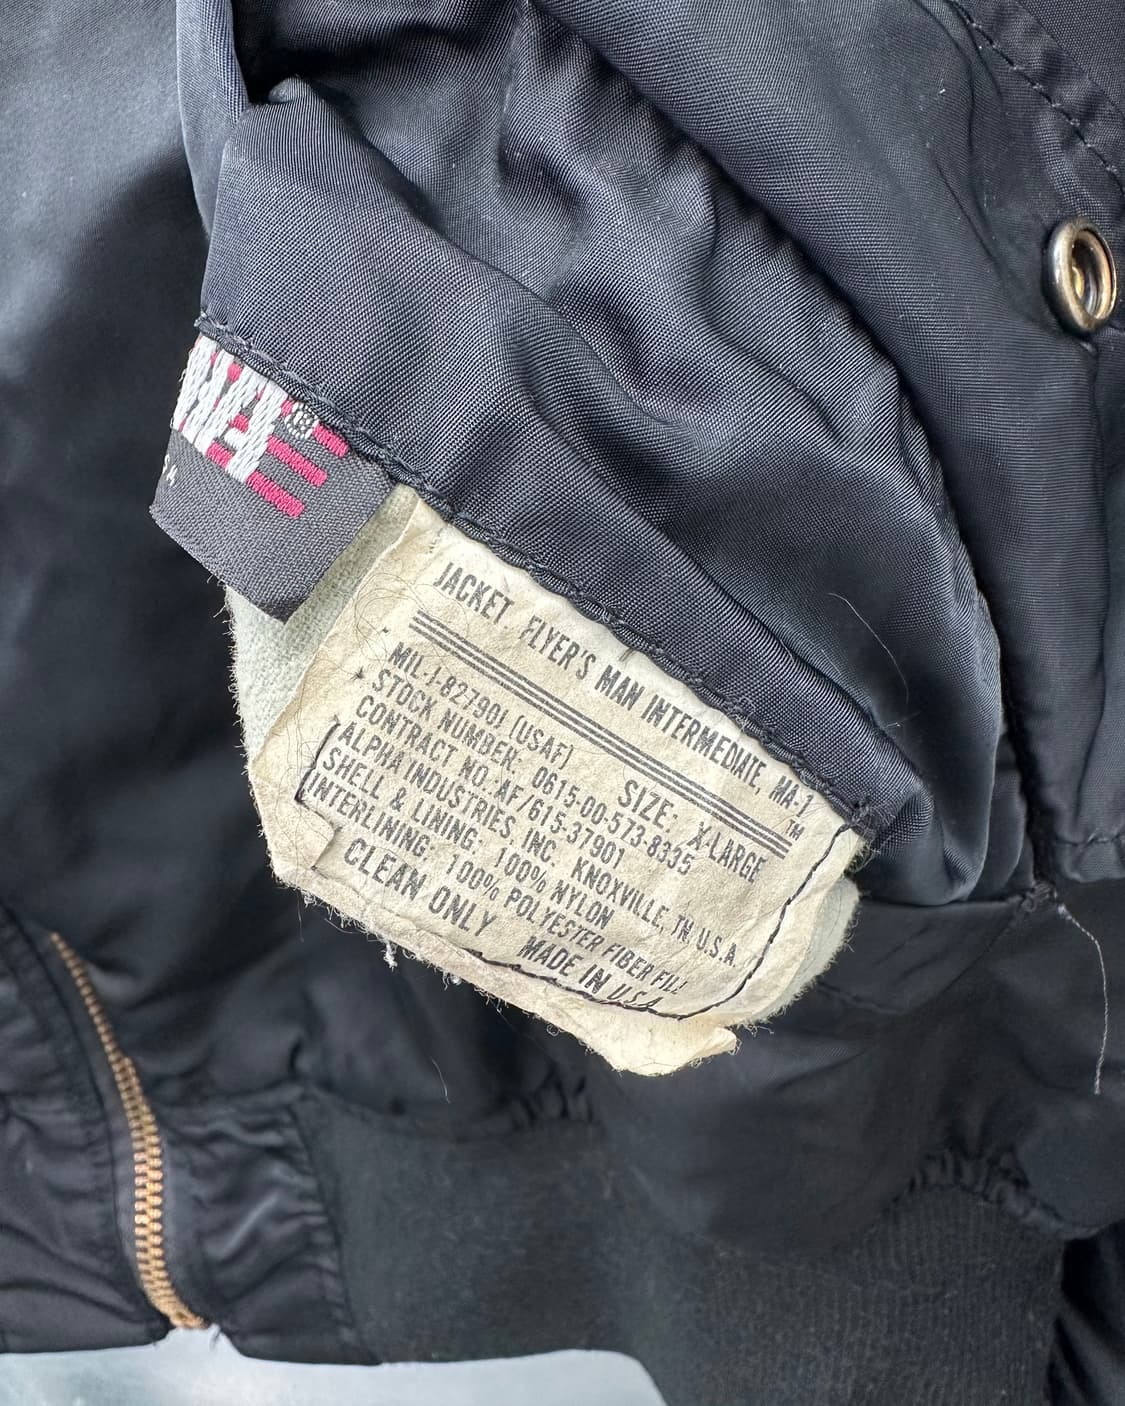 JACKET FLYER'S MAN INTERMEDIATE, MA-1
TM
SIZE: X-LARGE
MIL-J-82790J (USAF)
STOCK NUMBER: 0615-00-573-8335
CONTRACT NO. AF/615-37901
ALPHA INDUSTRIES, INC. KNOXVILLE, TN U.S.A.
SHELL & LINING: 100% NYLON
INTERLINING: 100% POLYESTER FIBER FILL
CLEAN ONLY MADE IN U.S.A.